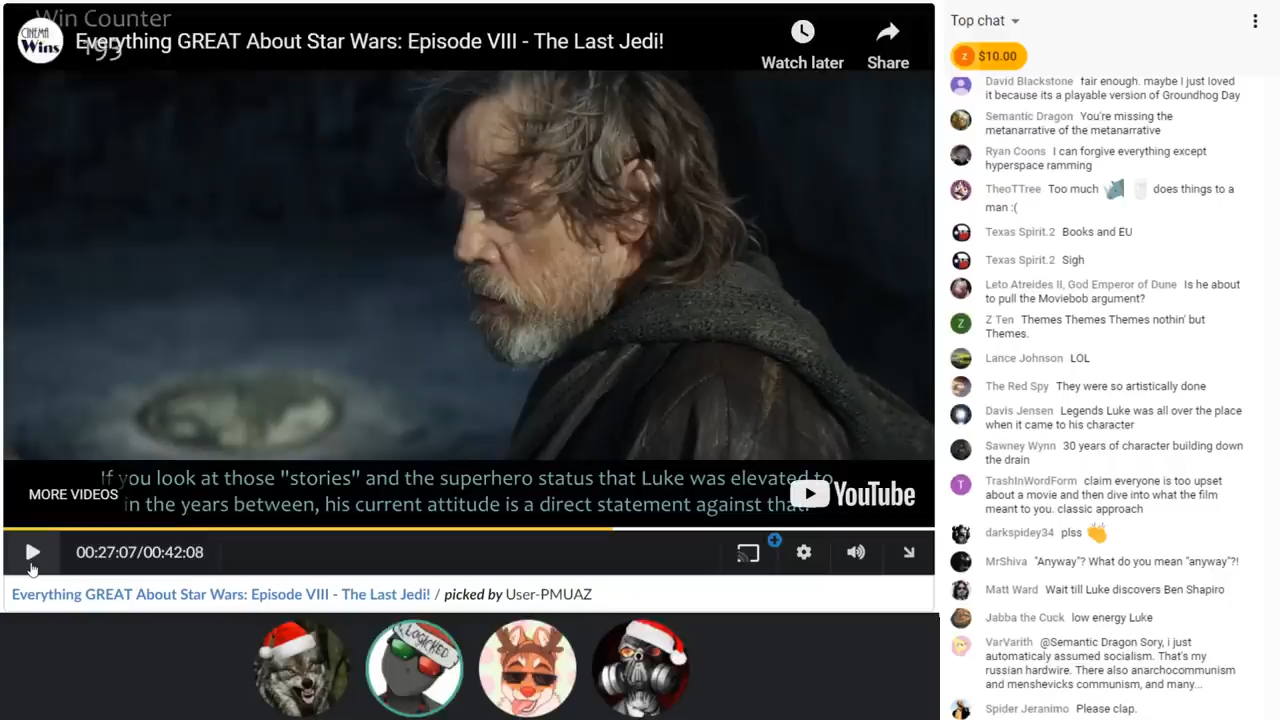 Win Counter
193
CINEMA
Wins
Everything GREAT About Star Wars: Episode VIII - The Last Jedi!
Watch later
Share
If you look at those "stories" and the superhero status that Luke was elevated to
in the years between, his current attitude is a direct statement against that.
MORE VIDEOS
YouTube
00:27:07/00:42:08
Everything GREAT About Star Wars: Episode VIII - The Last Jedi! / picked by User-PMUAZ
LOGICKED
Top chat
Z $10.00
David Blackstone fair enough. maybe I just loved
it because its a playable version of Groundhog Day
Semantic Dragon You're missing the
metanarrative of the metanarrative
Ryan Coons I can forgive everything except
hyperspace ramming
TheoTTree Too much does things to a
man :(
Texas Spirit.2 Books and EU
Texas Spirit.2 Sigh
Leto Atreides II, God Emperor of Dune Is he about
to pull the Moviebob argument?
Z
Z Ten Themes Themes Themes nothin' but
Themes.
Lance Johnson LOL
The Red Spy They were so artistically done
Davis Jensen Legends Luke was all over the place
when it came to his character
Sawney Wynn 30 years of character building down
the drain
T
TrashInWordForm claim everyone is too upset
about a movie and then dive into what the film
meant to you. classic approach
darkspidey34 plss
MrShiva "Anyway"? What do you mean "anyway"?!
Matt Ward Wait till Luke discovers Ben Shapiro
Jabba the Cuck low energy Luke
VarVarith @Semantic Dragon Sory, i just
automaticaly assumed socialism. That's my
russian hardwire. There also anarchocommunism
and menshevicks communism, and many...
Spider Jeranimo Please clap.